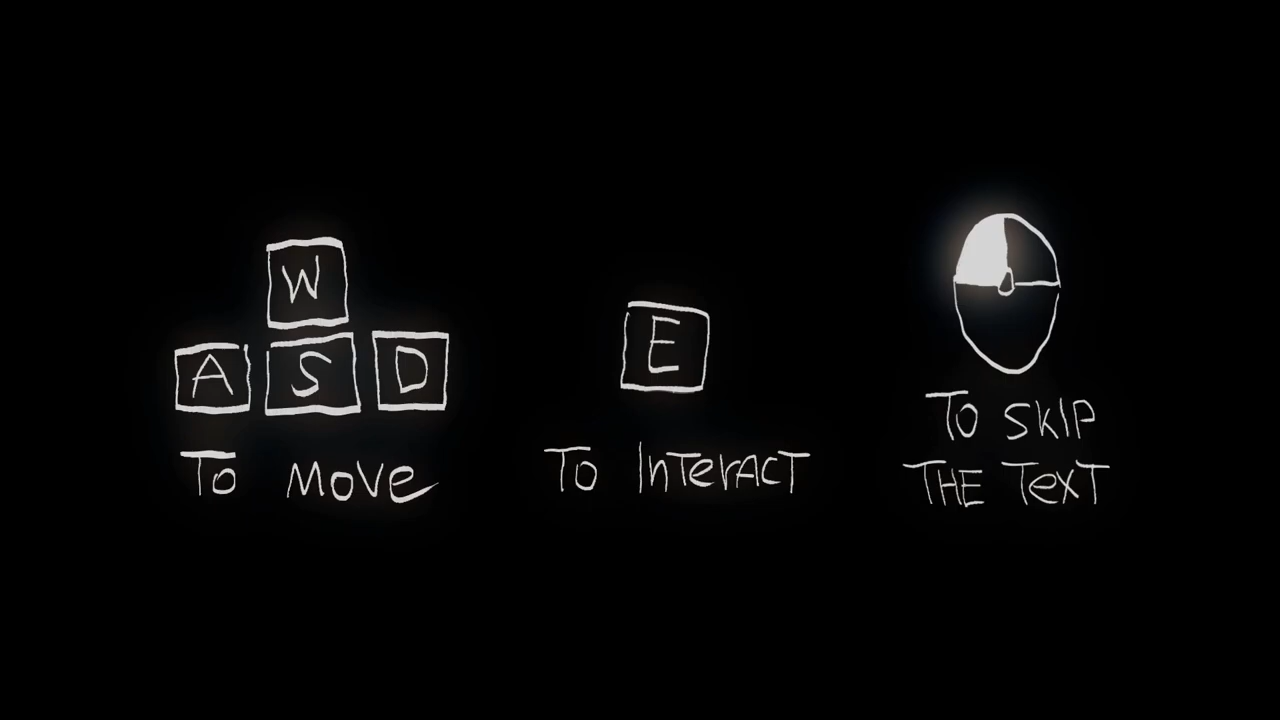 W
A S D
To Move
E
To InTerACT
To SKIP
THE TexT